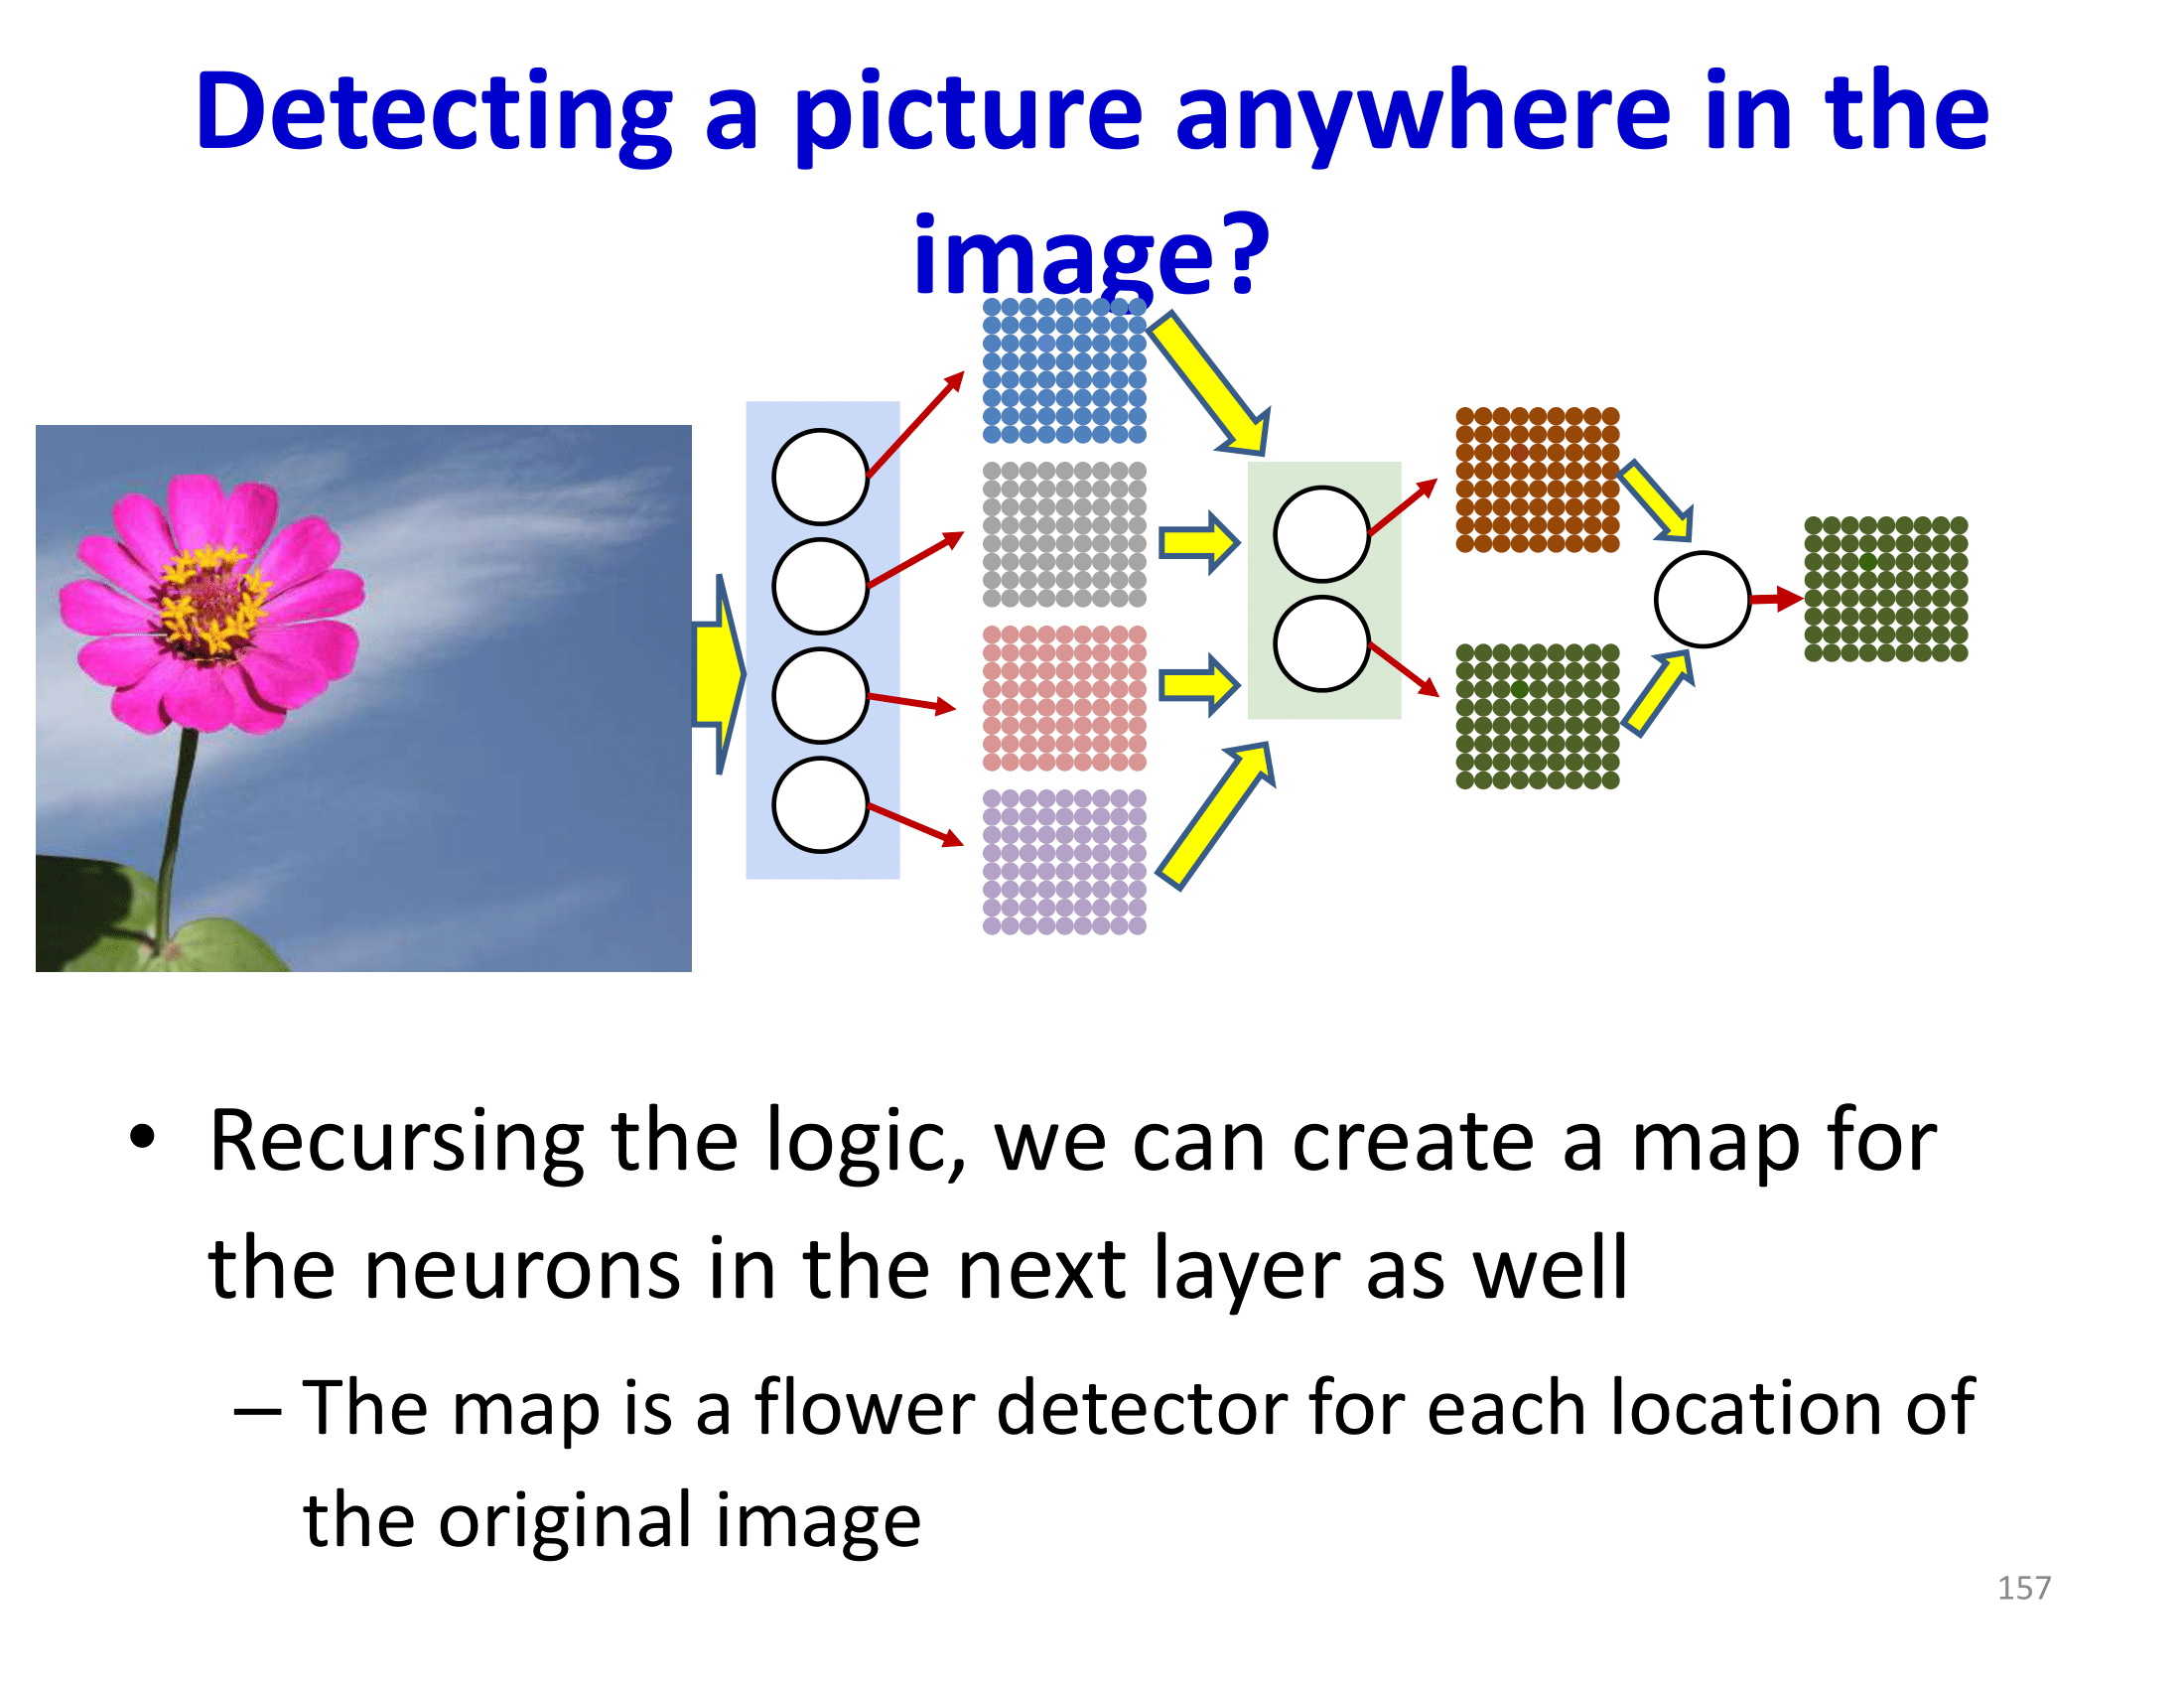 Detecting a picture anywhere in the
image?
• Recursing the logic, we can create a map for
the neurons in the next layer as well
– The map is a flower detector for each location of
the original image
157